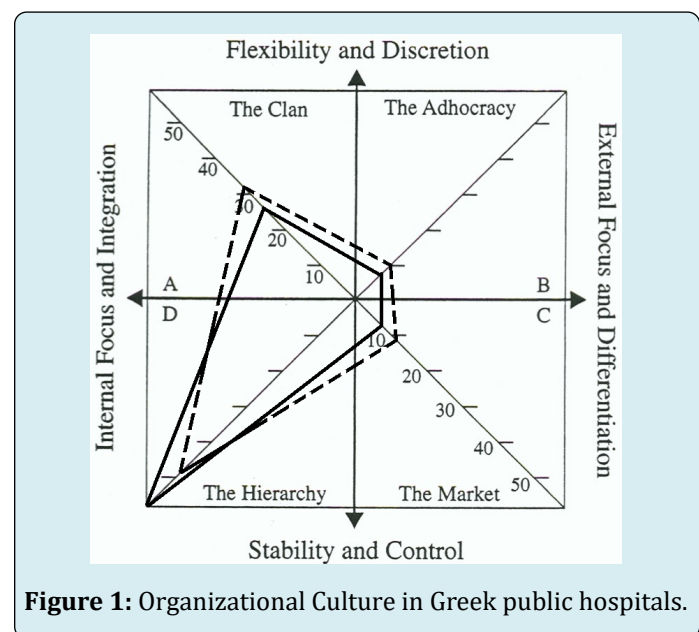 Flexibility and Discretion
The Clan
The Adhocracy
50
40
30
20
10
Internal Focus and Integration
External Focus and Differentiation
A
B
D
C
10
20
30
40
50
The Hierarchy
The Market
Stability and Control
Figure 1: Organizational Culture in Greek public hospitals.